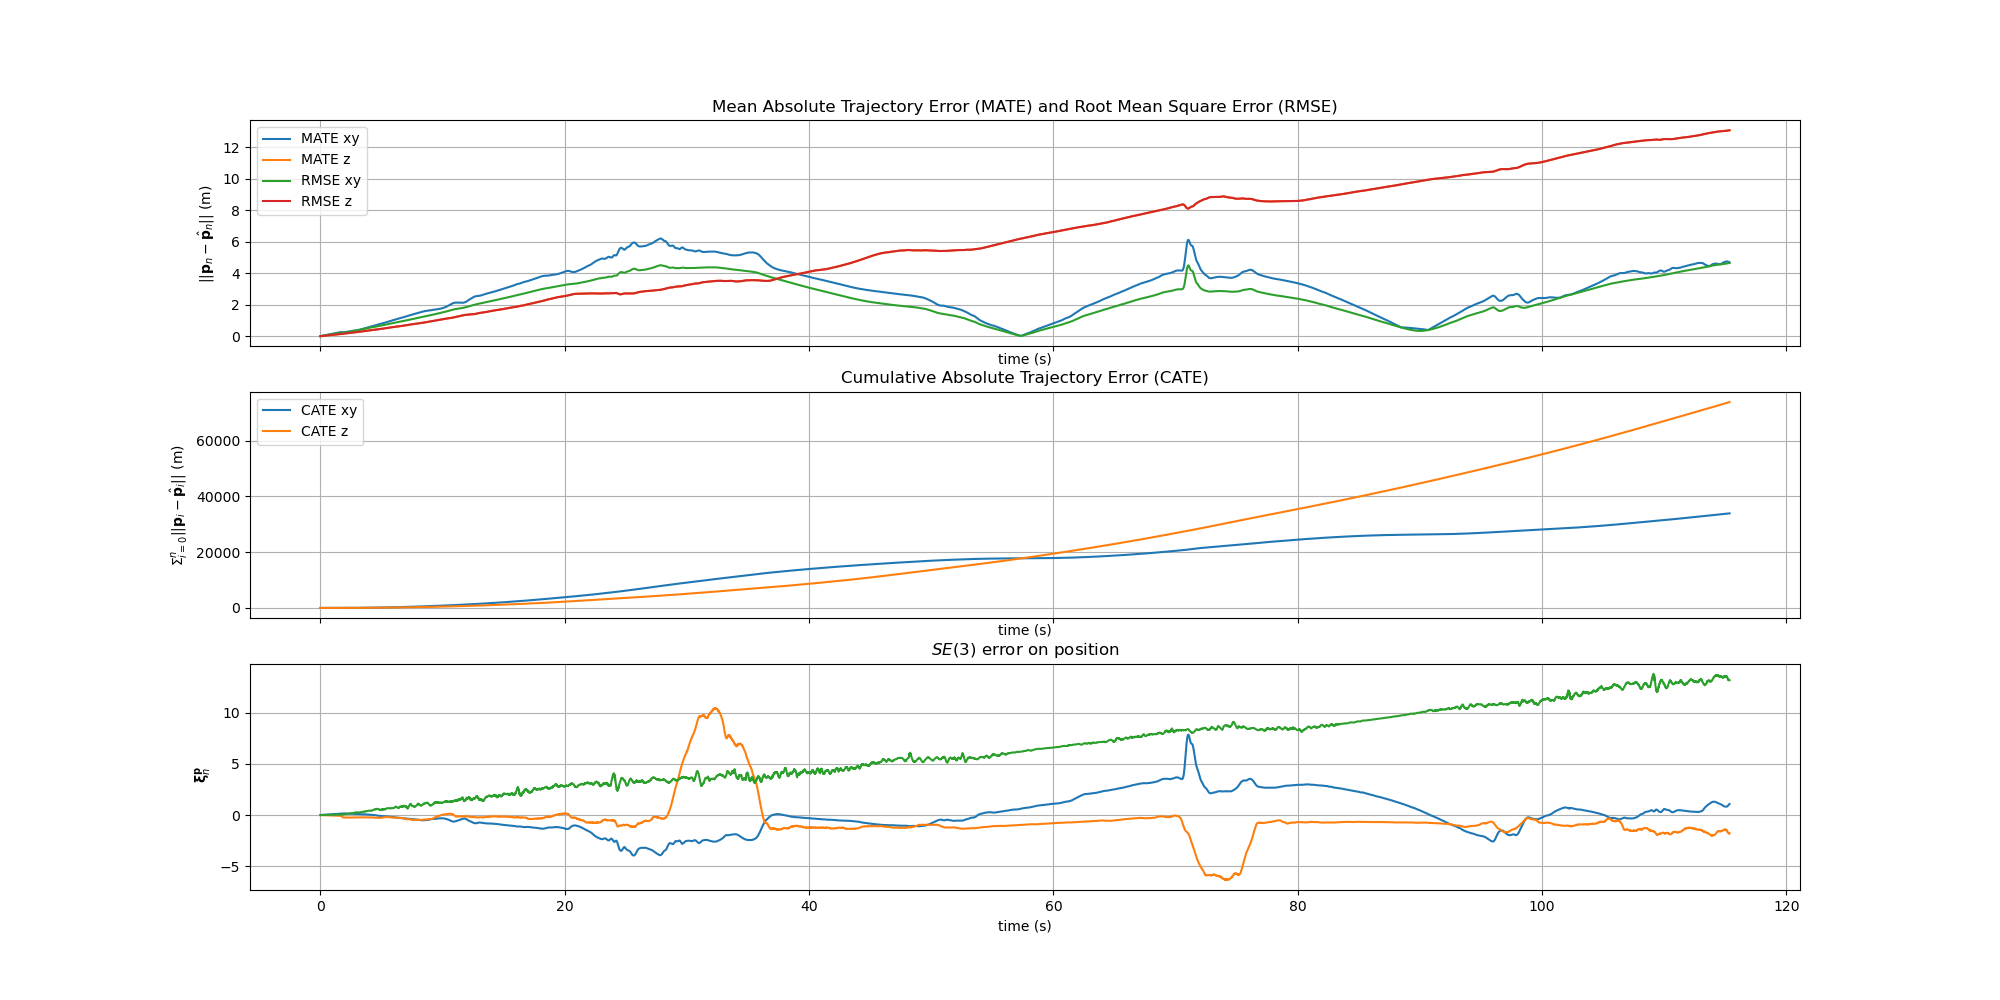 Mean Absolute Trajectory Error (MATE) and Root Mean Square Error (RMSE)
MATE xy
MATE z
RMSE xy
RMSE z
||𝐩ₙ − 𝐩̂ₙ|| (m)
12
10
8
6
4
2
0
time (s)
Cumulative Absolute Trajectory Error (CATE)
CATE xy
CATE z
Σⁿᵢ₌₀||𝐩ᵢ − 𝐩̂ᵢ|| (m)
60000
40000
20000
0
time (s)
SE(3) error on position
ξₙᵖ
10
5
0
−5
0 20 40 60 80 100 120
time (s)